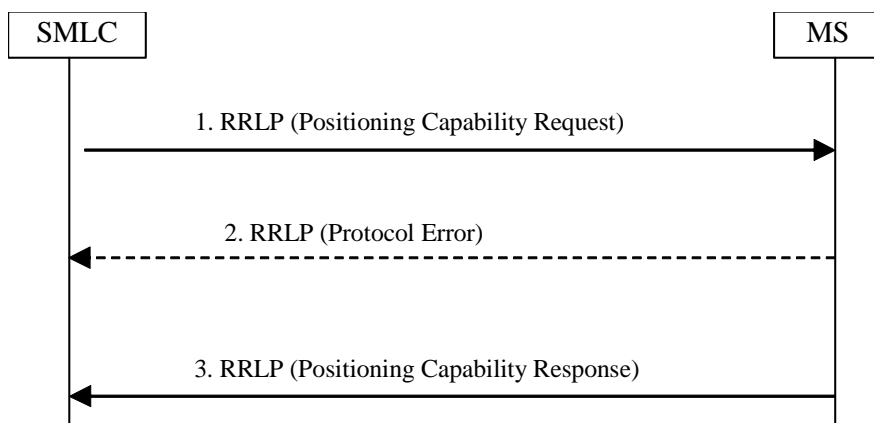 SMLC
MS
1. RRLP (Positioning Capability Request)
2. RRLP (Protocol Error)
3. RRLP (Positioning Capability Response)